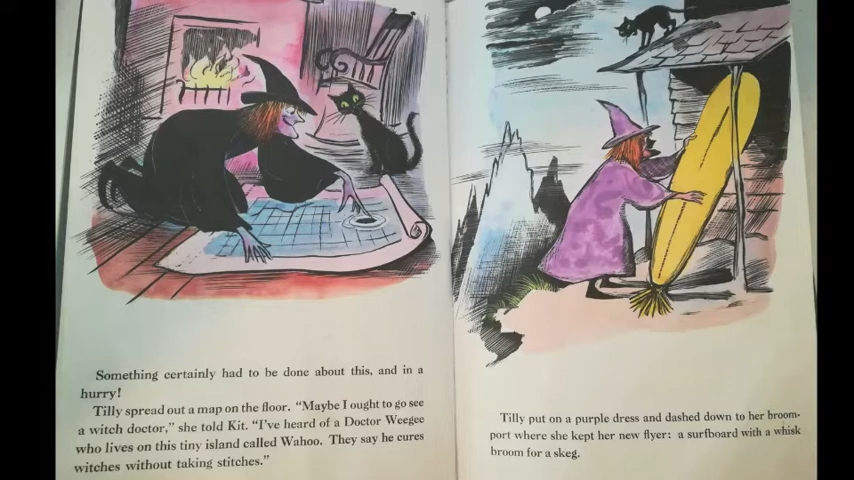 Something certainly had to be done about this, and in a
hurry!
Tilly spread out a map on the floor. "Maybe I ought to go see
a witch doctor," she told Kit. "I've heard of a Doctor Weegee
who lives on this tiny island called Wahoo. They say he cures
witches without taking stitches."
Tilly put on a purple dress and dashed down to her broom-
port where she kept her new flyer: a surfboard with a whisk
broom for a skeg.